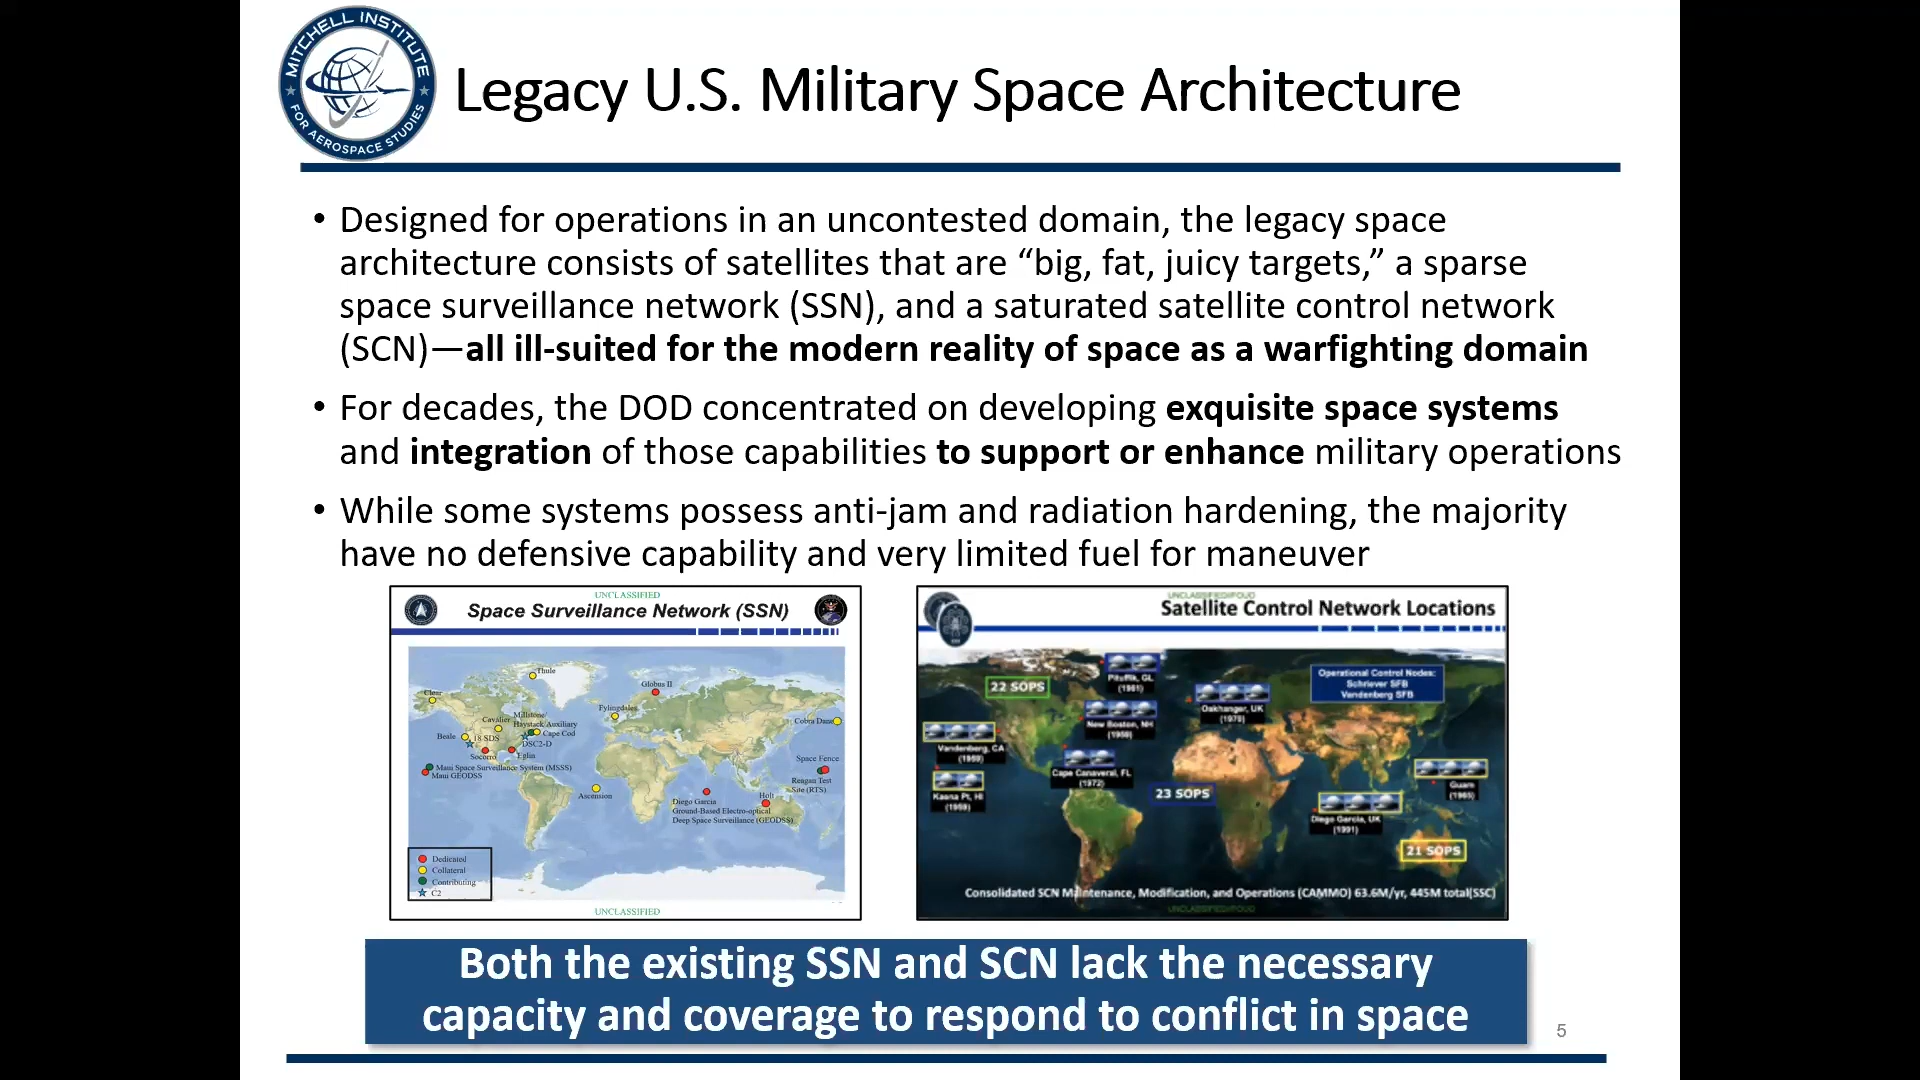 MITCHELL INSTITUTE
FOR AEROSPACE STUDIES
Legacy U.S. Military Space Architecture
• Designed for operations in an uncontested domain, the legacy space
architecture consists of satellites that are “big, fat, juicy targets,” a sparse
space surveillance network (SSN), and a saturated satellite control network
(SCN)—all ill-suited for the modern reality of space as a warfighting domain
• For decades, the DOD concentrated on developing exquisite space systems
and integration of those capabilities to support or enhance military operations
• While some systems possess anti-jam and radiation hardening, the majority
have no defensive capability and very limited fuel for maneuver
UNCLASSIFIED
Space Surveillance Network (SSN)
Thule
Clear
Globus II
Fylingdales
Cobra Dane
Millstone/
Haystack Auxiliary
Cavalier
Cape Cod
Beale
18 SDS
DSC2-D
Socorro
Eglin
Maui Space Surveillance System (MSSS)
Maui GEODSS
Space Fence
Reagan Test
Site (RTS)
Ascension
Holt
Diego Garcia
Ground-Based Electro-optical
Deep Space Surveillance (GEODSS)
Dedicated
Collateral
Contributing
C2
UNCLASSIFIED
UNCLASSIFIED//FOUO
Satellite Control Network Locations
22 SOPS
Pituffik, GL
(1961)
Operational Control Nodes:
Schriever SFB
Vandenberg SFB
Oakhanger, UK
(1978)
New Boston, NH
(1959)
Vandenberg, CA
(1959)
Cape Canaveral, FL
(1972)
Kaena Pt, HI
(1959)
23 SOPS
Guam
(1965)
Diego Garcia, UK
(1991)
21 SOPS
Consolidated SCN Maintenance, Modification, and Operations (CAMMO) 63.6M/yr, 445M total(SSC)
UNCLASSIFIED//FOUO
Both the existing SSN and SCN lack the necessary
capacity and coverage to respond to conflict in space
5